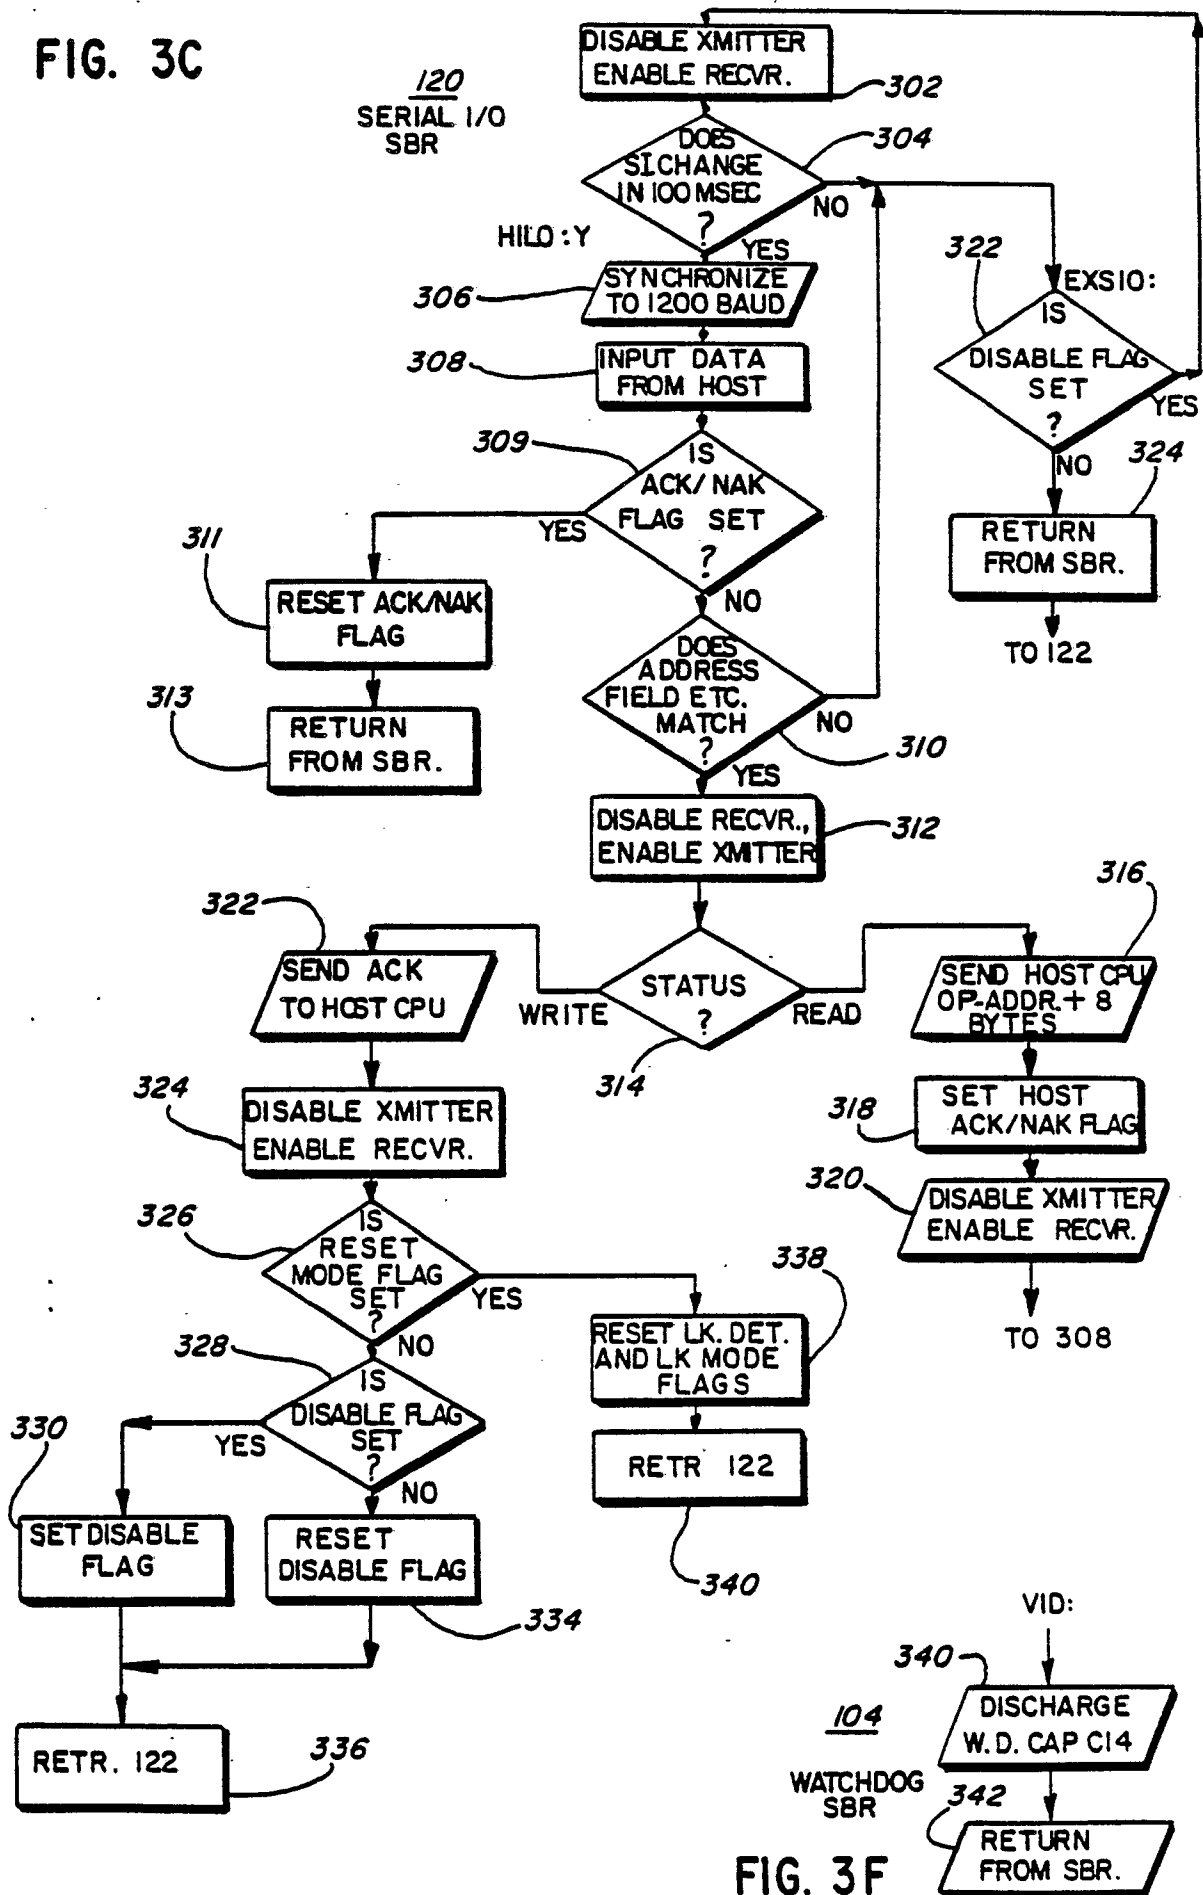 FIG. 3C
120
SERIAL I/O
SBR
DISABLE XMITTER
ENABLE RECVR.
302
DOES
SI CHANGE
IN 100 MSEC
?
304
NO
HILO:Y
YES
306
SYNCHRONIZE
TO 1200 BAUD
308
INPUT DATA
FROM HOST
322
EXSIO:
IS
DISABLE FLAG
SET
?
YES
NO
324
RETURN
FROM SBR.
TO 122
309
IS
ACK/NAK
FLAG SET
?
YES
NO
311
RESET ACK/NAK
FLAG
313
RETURN
FROM SBR.
DOES
ADDRESS
FIELD ETC.
MATCH
?
NO
310
YES
DISABLE RECVR.,
ENABLE XMITTER
312
STATUS
?
WRITE
READ
314
322
SEND ACK
TO HOST CPU
316
SEND HOST CPU
OP-ADDR. + 8
BYTES
324
DISABLE XMITTER
ENABLE RECVR.
318
SET HOST
ACK/NAK FLAG
320
DISABLE XMITTER
ENABLE RECVR.
TO 308
326
IS
RESET
MODE FLAG
SET
?
YES
NO
338
RESET LK. DET.
AND LK MODE
FLAGS
RETR 122
340
328
IS
DISABLE FLAG
SET
?
YES
NO
330
SET DISABLE
FLAG
RESET
DISABLE FLAG
334
RETR. 122
336
VID:
340
DISCHARGE
W.D. CAP C14
104
WATCHDOG
SBR
342
RETURN
FROM SBR.
FIG. 3F